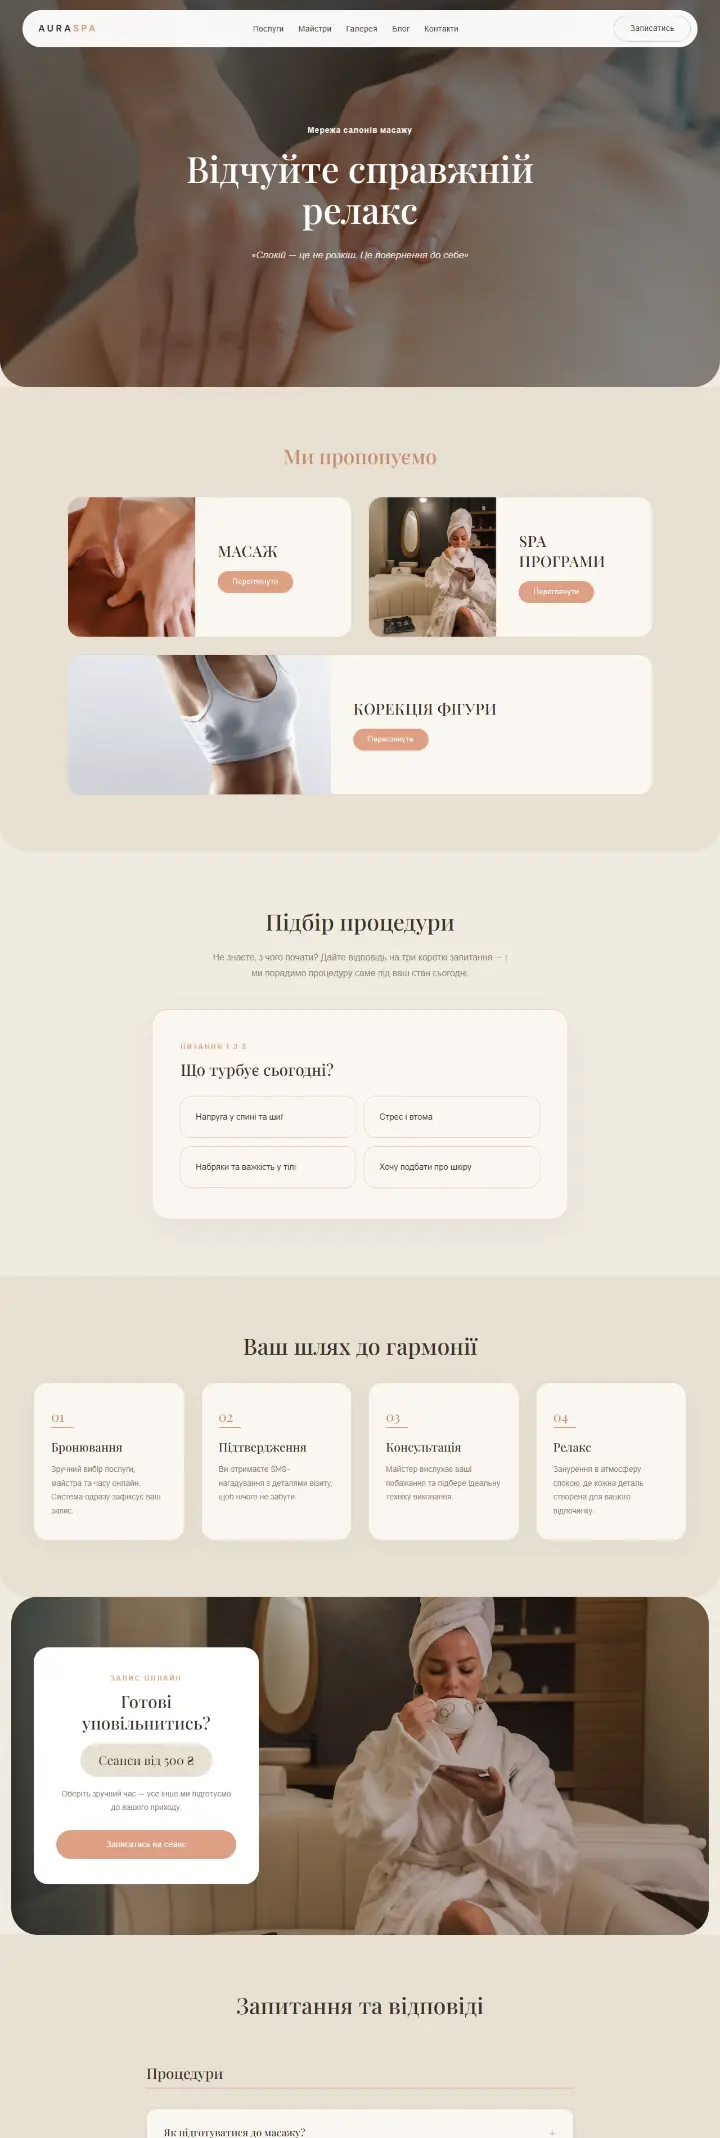 AURASPA
Послуги Майстри Галерея Блог Контакти
Записатись
Мережа салонів масажу
Відчуйте справжній
релакс
«Спокій — це не розкіш. Це повернення до себе»
Ми пропонуємо
МАСАЖ
Переглянути
SPA
ПРОГРАМИ
Переглянути
КОРЕКЦІЯ ФІГУРИ
Переглянути
Підбір процедури
Не знаєте, з чого почати? Дайте відповідь на три короткі запитання — і
ми порадимо процедуру саме під ваш стан сьогодні.
ПИТАННЯ 1 З 3
Що турбує сьогодні?
Напруга у спині та шиї
Стрес і втома
Набряки та важкість у тілі
Хочу подбати про шкіру
Ваш шлях до гармонії
01
Бронювання
Зручний вибір послуги,
майстра та часу онлайн.
Система одразу зафіксує ваш
запис.
02
Підтвердження
Ви отримаєте SMS-
нагадування з деталями візиту,
щоб нічого не забути.
03
Консультація
Майстер вислухає ваші
побажання та підбере ідеальну
техніку виконання.
04
Релакс
Занурення в атмосферу
спокою, де кожна деталь
створена для вашого
відпочинку.
ЗАПИС ОНЛАЙН
Готові
уповільнитись?
Сеанси від 500 ₴
Оберіть зручний час — усе інше ми підготуємо
до вашого приходу.
Записатись на сеанс
Запитання та відповіді
Процедури
Як підготуватися до масажу? +